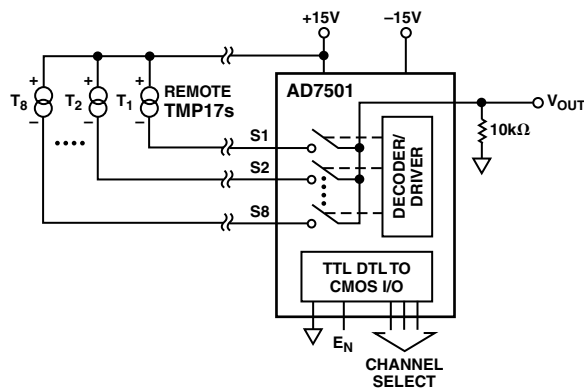 +15V
–15V
+
+
+
T8
T2
T1
REMOTE
TMP17s
–
–
–
AD7501
VOUT
10kΩ
S1
S2
S8
DECODER/
DRIVER
TTL DTL TO
CMOS I/O
EN
CHANNEL
SELECT